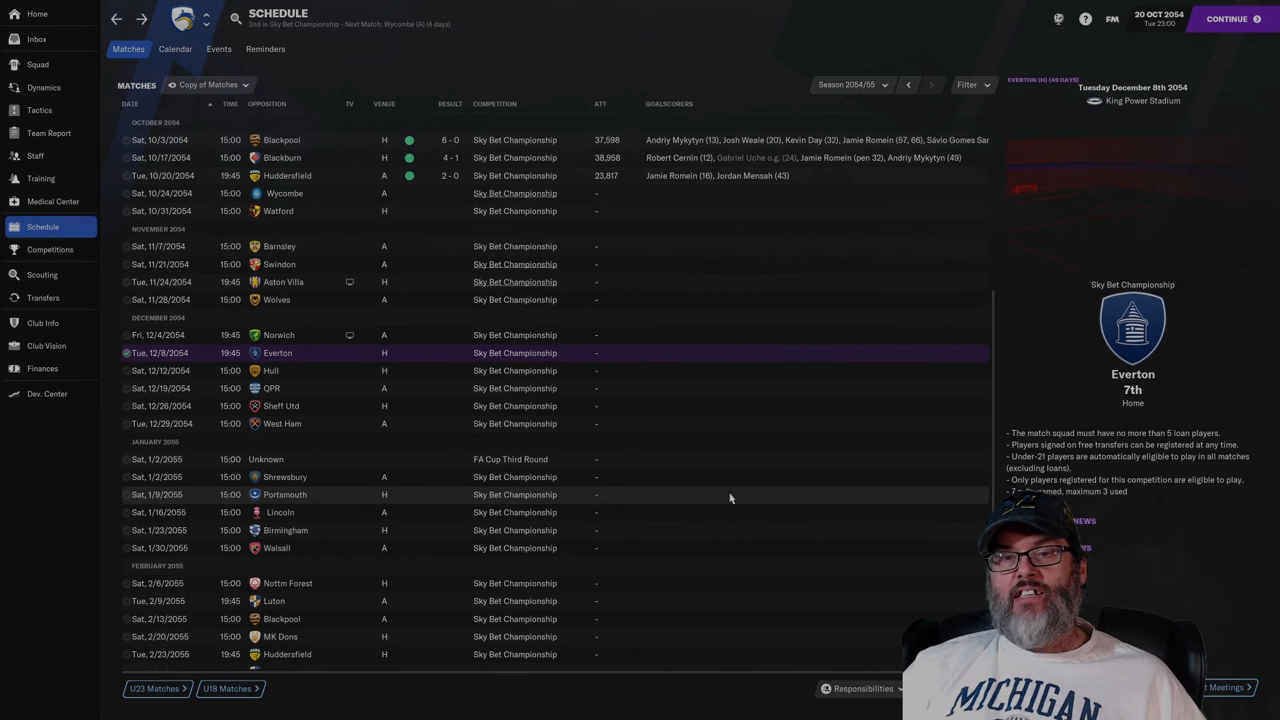 Home
Inbox
Squad
Dynamics
Tactics
Team Report
Staff
Training
Medical Center
Schedule
Competitions
Scouting
Transfers
Club Info
Club Vision
Finances
Dev. Center
SCHEDULE
2nd in Sky Bet Championship - Next Match: Wycombe (A) (4 days)
FM
20 OCT 2054
Tue 23:00
CONTINUE
Matches Calendar Events Reminders
MATCHES Copy of Matches Season 2054/55 Filter
DATE TIME OPPOSITION TV VENUE RESULT COMPETITION ATT GOALSCORERS
OCTOBER 2054
Sat, 10/3/2054 15:00 Blackpool H 6 - 0 Sky Bet Championship 37,598 Andriy Mykytyn (13), Josh Weale (20), Kevin Day (32), Jamie Romein (57, 66), Sávio Gomes San
Sat, 10/17/2054 15:00 Blackburn H 4 - 1 Sky Bet Championship 38,958 Robert Cernin (12), Gabriel Uche o.g. (24), Jamie Romein (pen 32), Andriy Mykytyn (49)
Tue, 10/20/2054 19:45 Huddersfield A 2 - 0 Sky Bet Championship 23,817 Jamie Romein (16), Jordan Mensah (43)
Sat, 10/24/2054 15:00 Wycombe A Sky Bet Championship -
Sat, 10/31/2054 15:00 Watford H Sky Bet Championship -
NOVEMBER 2054
Sat, 11/7/2054 15:00 Barnsley A Sky Bet Championship -
Sat, 11/21/2054 15:00 Swindon A Sky Bet Championship -
Tue, 11/24/2054 19:45 Aston Villa H Sky Bet Championship -
Sat, 11/28/2054 15:00 Wolves A Sky Bet Championship -
DECEMBER 2054
Fri, 12/4/2054 19:45 Norwich A Sky Bet Championship -
Tue, 12/8/2054 19:45 Everton H Sky Bet Championship -
Sat, 12/12/2054 15:00 Hull H Sky Bet Championship -
Sat, 12/19/2054 15:00 QPR A Sky Bet Championship -
Sat, 12/26/2054 15:00 Sheff Utd H Sky Bet Championship -
Tue, 12/29/2054 15:00 West Ham A Sky Bet Championship -
JANUARY 2055
Sat, 1/2/2055 15:00 Unknown FA Cup Third Round -
Sat, 1/2/2055 15:00 Shrewsbury A Sky Bet Championship -
Sat, 1/9/2055 15:00 Portsmouth H Sky Bet Championship -
Sat, 1/16/2055 15:00 Lincoln A Sky Bet Championship -
Sat, 1/23/2055 15:00 Birmingham H Sky Bet Championship -
Sat, 1/30/2055 15:00 Walsall A Sky Bet Championship -
FEBRUARY 2055
Sat, 2/6/2055 15:00 Nottm Forest H Sky Bet Championship -
Tue, 2/9/2055 19:45 Luton A Sky Bet Championship -
Sat, 2/13/2055 15:00 Blackpool A Sky Bet Championship -
Sat, 2/20/2055 15:00 MK Dons H Sky Bet Championship -
Tue, 2/23/2055 19:45 Huddersfield H Sky Bet Championship -
U23 Matches U18 Matches Responsibilities
EVERTON (H) (49 DAYS)
Tuesday December 8th 2054
King Power Stadium
Sky Bet Championship
Everton
7th
Home
- The match squad must have no more than 5 loan players.
- Players signed on free transfers can be registered at any time.
- Under-21 players are automatically eligible to play in all matches
(excluding loans).
- Only players registered for this competition are eligible to play.
- 7 named, maximum 3 used
NEWS
Meetings
MICHIGAN